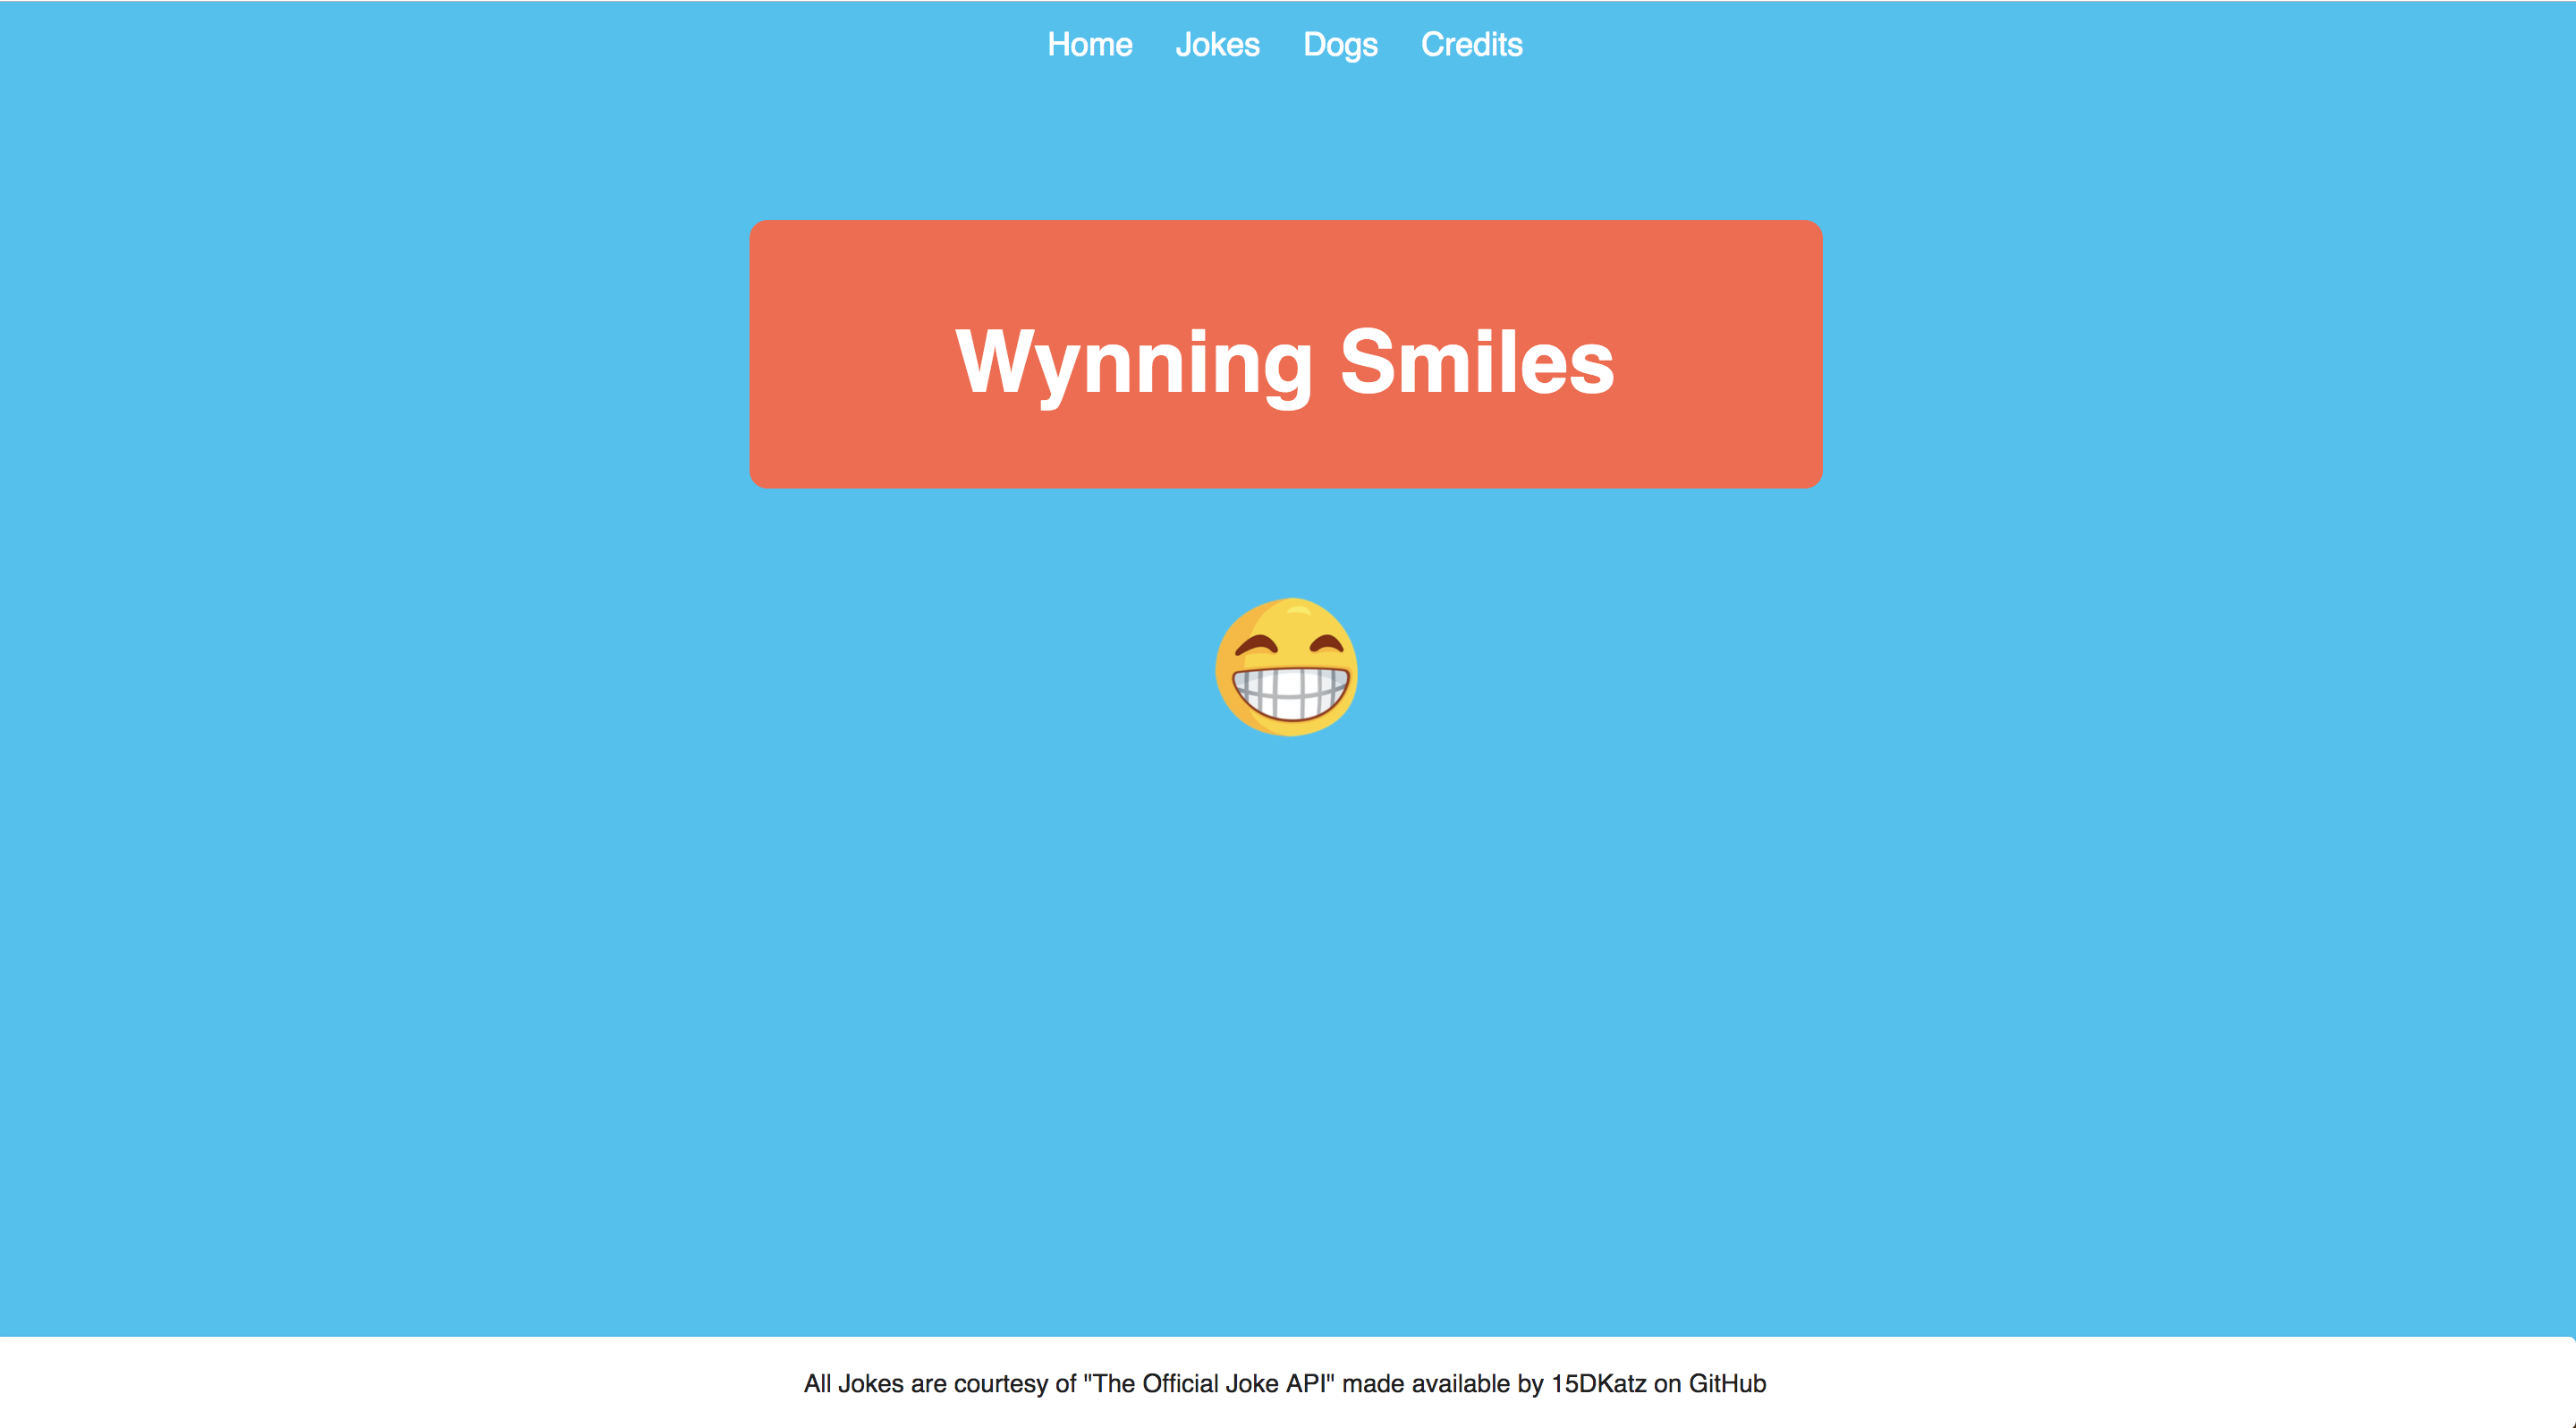 Home Jokes Dogs Credits
Wynning Smiles
All Jokes are courtesy of "The Official Joke API" made available by 15DKatz on GitHub